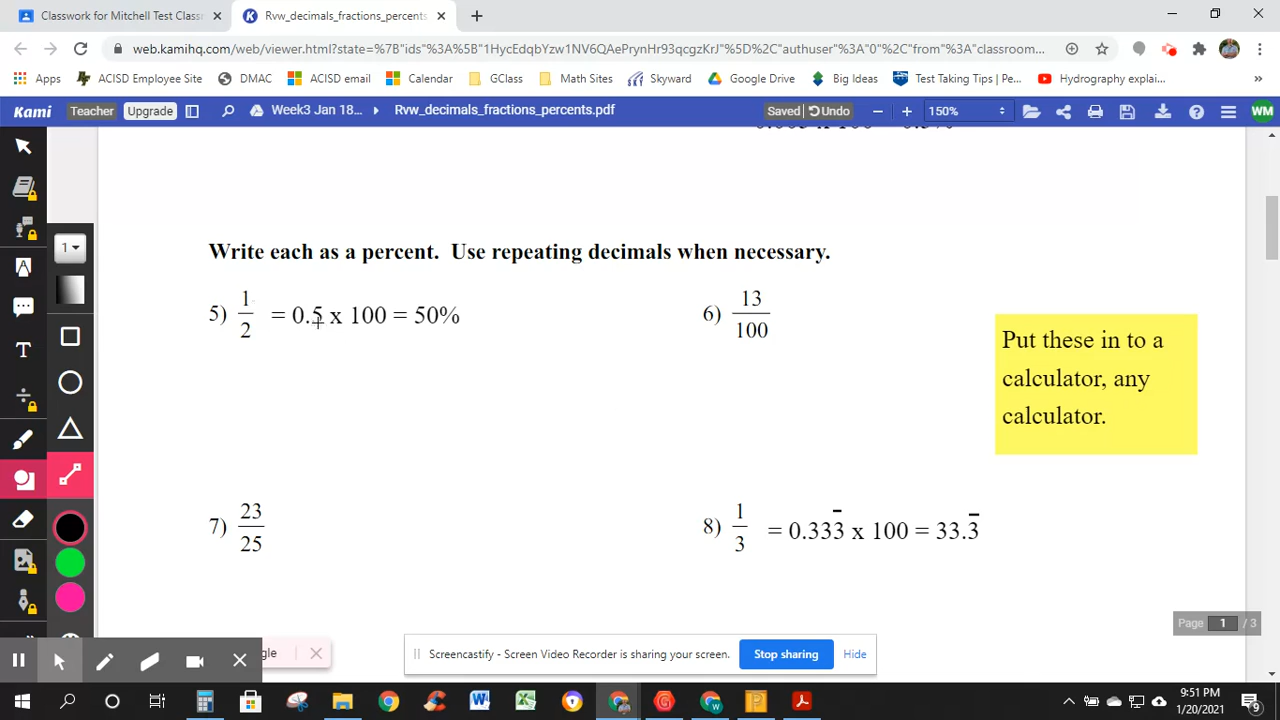 Classwork for Mitchell Test Classr
Rvw_decimals_fractions_percents
web.kamihq.com/web/viewer.html?state=%7B"ids"%3A%5B"1HycEdqbYzw1NV6QAePrynHr93qcgzKrJ"%5D%2C"authuser"%3A"0"%2C"from"%3A"classroom...
Apps ACISD Employee Site DMAC ACISD email Calendar GClass Math Sites Skyward Google Drive Big Ideas Test Taking Tips | Pe... Hydrography explai... »
Kami Teacher Upgrade Week3 Jan 18... Rvw_decimals_fractions_percents.pdf Saved Undo 150% WM
Write each as a percent. Use repeating decimals when necessary.
5) 1/2 = 0.5 x 100 = 50%
6) 13/100
Put these in to a
calculator, any
calculator.
7) 23/25
8) 1/3 = 0.333̅ x 100 = 33.3̅
Page 1 / 3
gle
Screencastify - Screen Video Recorder is sharing your screen. Stop sharing Hide
9:51 PM
1/20/2021